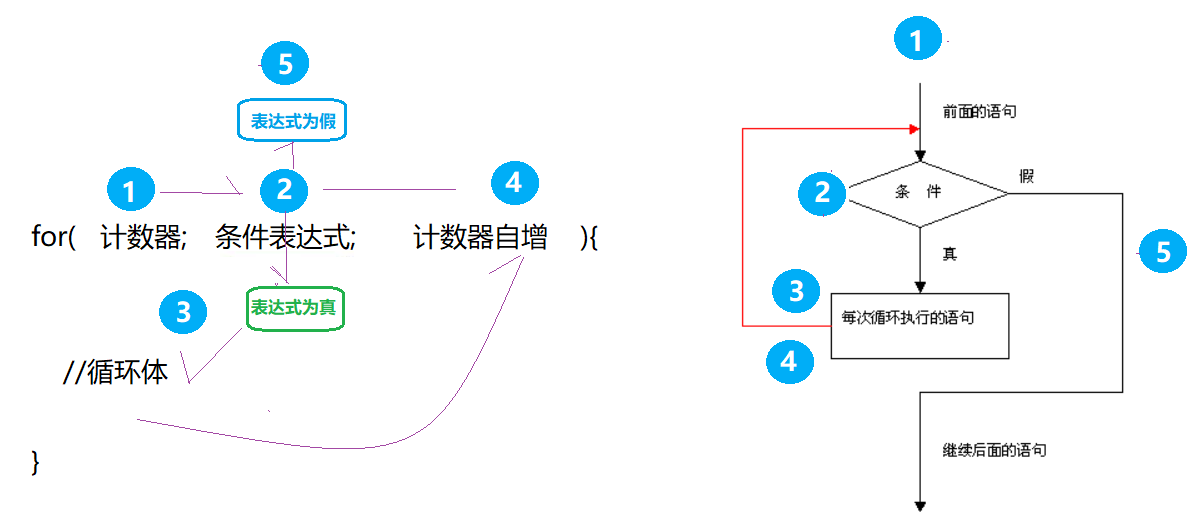 5
表达式为假
1
2
4
for( 计数器; 条件表达式; 计数器自增 ){
3
表达式为真
//循环体
}
1
前面的语句
2
条 件
假
真
5
3
每次循环执行的语句
4
继续后面的语句